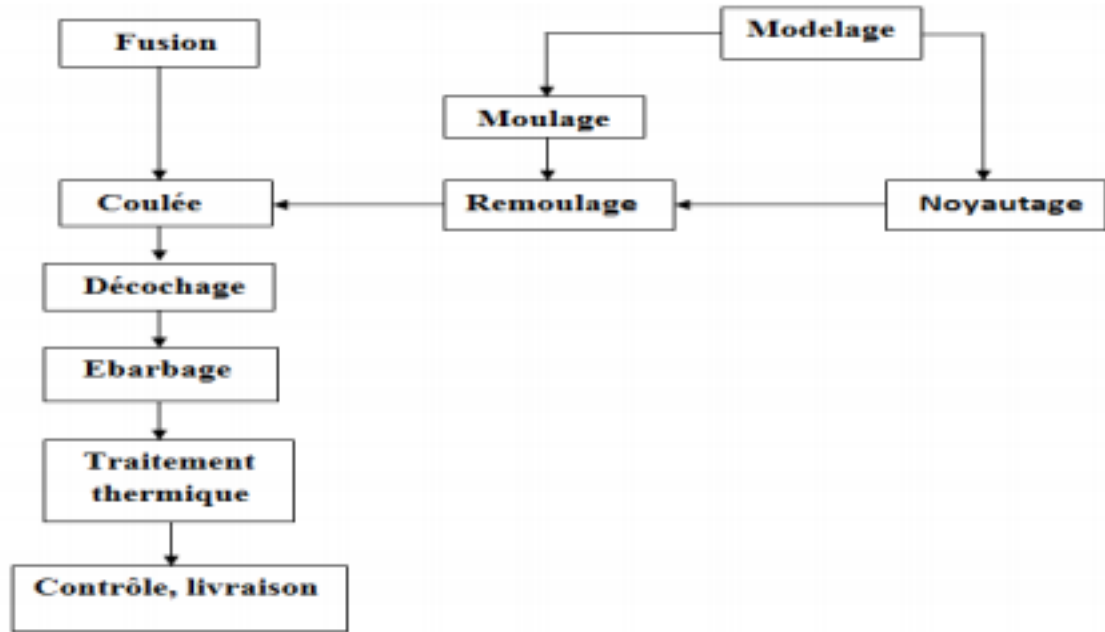 Fusion
Modelage
Moulage
Coulée
Remoulage
Noyautage
Décochage
Ebarbage
Traitement
thermique
Contrôle, livraison